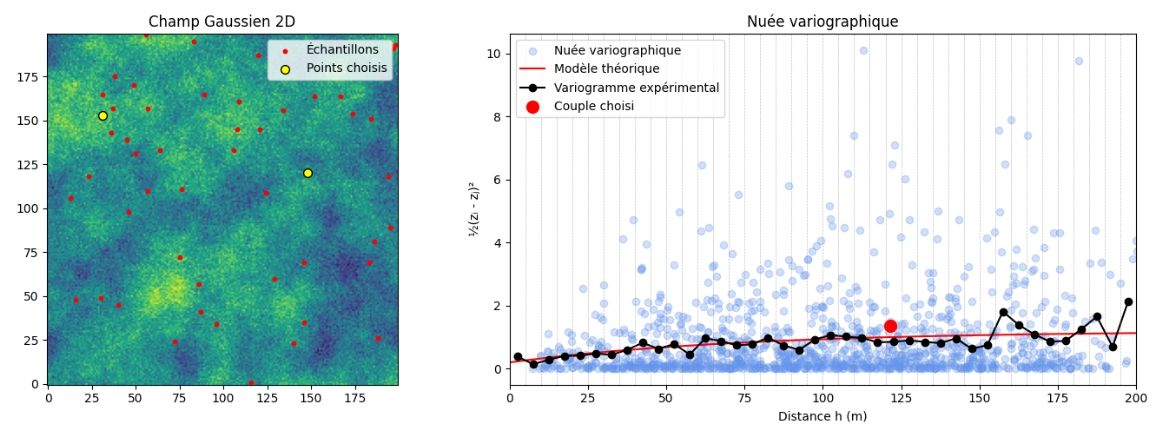 Champ Gaussien 2D
Échantillons
Points choisis
175
150
125
100
75
50
25
0
0 25 50 75 100 125 150 175
Nuée variographique
Nuée variographique
Modèle théorique
Variogramme expérimental
Couple choisi
½(zᵢ - zⱼ)²
10
8
6
4
2
0
0 25 50 75 100 125 150 175 200
Distance h (m)